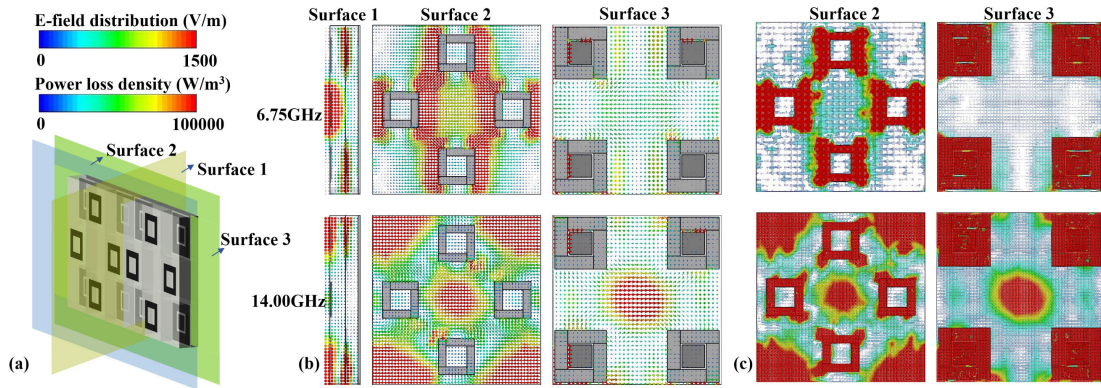 E-field distribution (V/m)
0 1500
Power loss density (W/m³)
0 100000
Surface 2
Surface 1
Surface 3
(a)
Surface 1 Surface 2 Surface 3
6.75GHz
14.00GHz
(b)
Surface 2 Surface 3
(c)